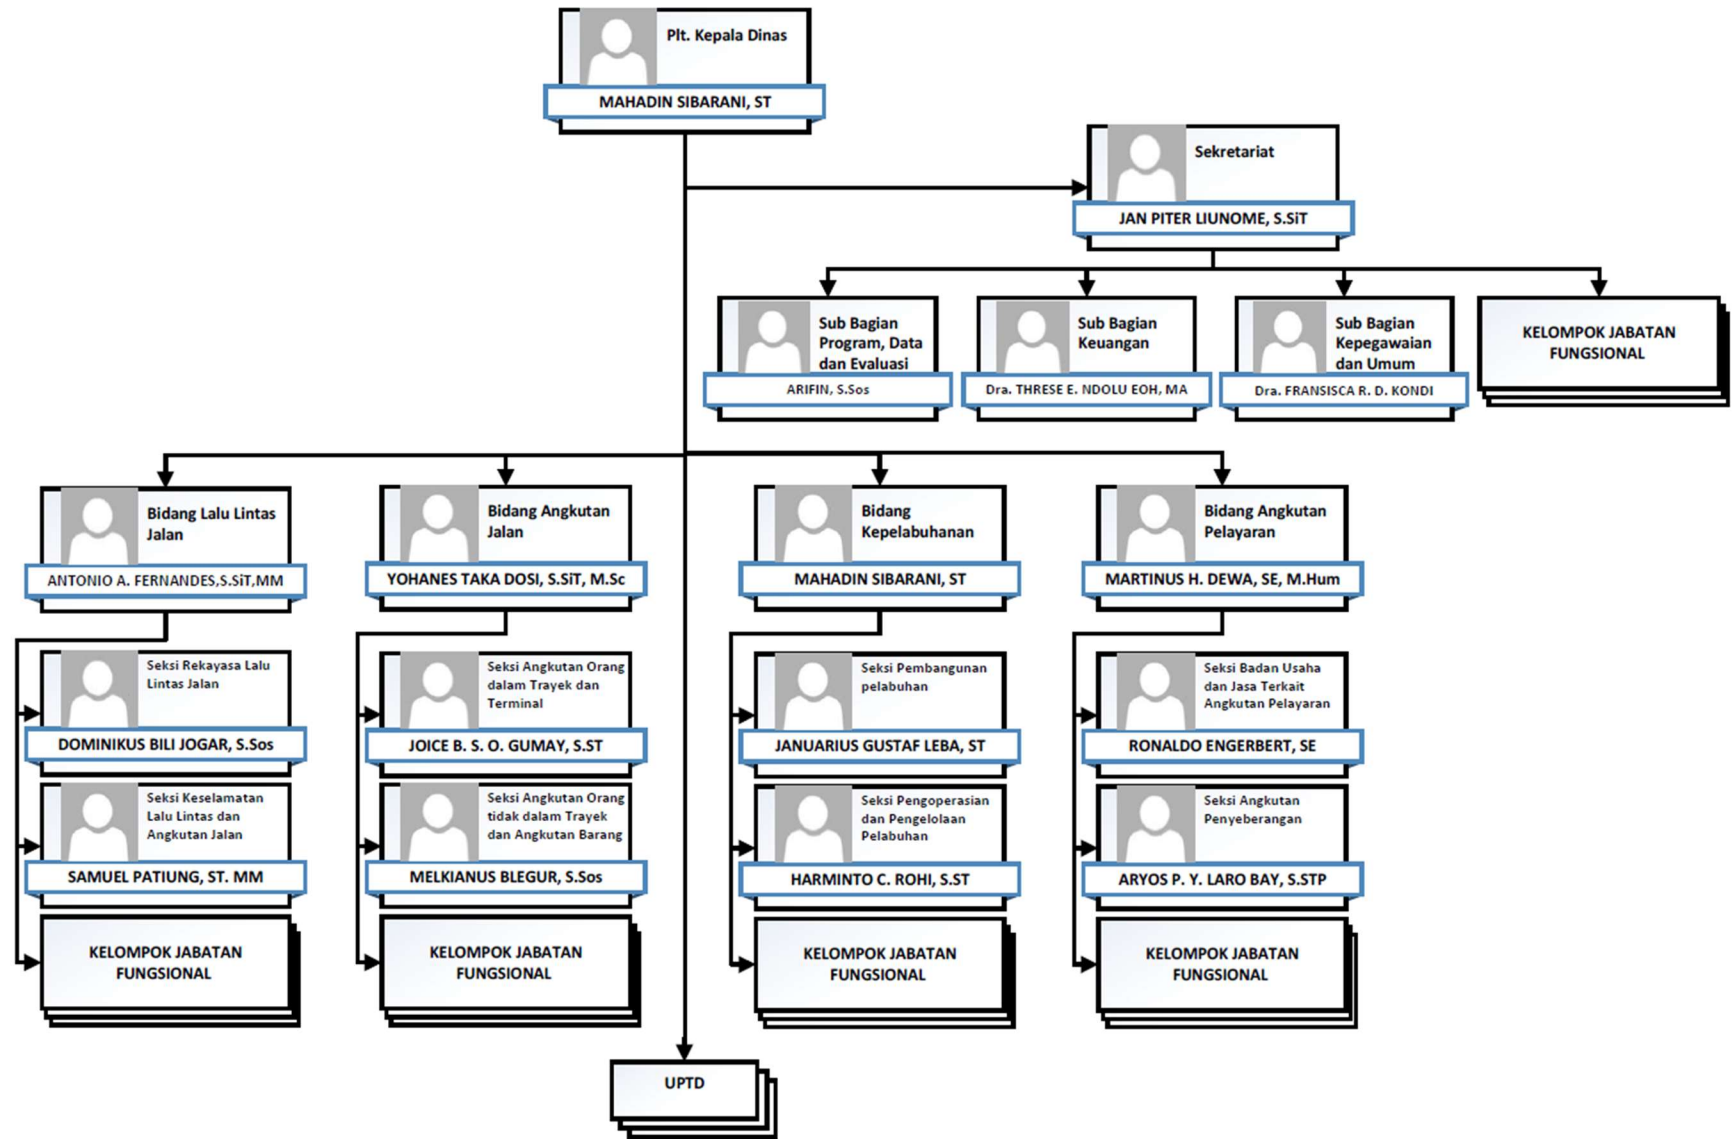 Plt. Kepala Dinas
MAHADIN SIBARANI, ST
Sekretariat
JAN PITER LIUNOME, S.SiT
Sub Bagian
Program, Data
dan Evaluasi
ARIFIN, S.Sos
Sub Bagian
Keuangan
Dra. THRESE E. NDOLU EOH, MA
Sub Bagian
Kepegawaian
dan Umum
Dra. FRANSISCA R. D. KONDI
KELOMPOK JABATAN
FUNGSIONAL
Bidang Lalu Lintas
Jalan
ANTONIO A. FERNANDES,S.SiT,MM
Bidang Angkutan
Jalan
YOHANES TAKA DOSI, S.SiT, M.Sc
Bidang
Kepelabuhanan
MAHADIN SIBARANI, ST
Bidang Angkutan
Pelayaran
MARTINUS H. DEWA, SE, M.Hum
Seksi Rekayasa Lalu
Lintas Jalan
DOMINIKUS BILI JOGAR, S.Sos
Seksi Angkutan Orang
dalam Trayek dan
Terminal
JOICE B. S. O. GUMAY, S.ST
Seksi Pembangunan
pelabuhan
JANUARIUS GUSTAF LEBA, ST
Seksi Badan Usaha
dan Jasa Terkait
Angkutan Pelayaran
RONALDO ENGERBERT, SE
Seksi Keselamatan
Lalu Lintas dan
Angkutan Jalan
SAMUEL PATIUNG, ST. MM
Seksi Angkutan Orang
tidak dalam Trayek
dan Angkutan Barang
MELKIANUS BLEGUR, S.Sos
Seksi Pengoperasian
dan Pengelolaan
Pelabuhan
HARMINTO C. ROHI, S.ST
Seksi Angkutan
Penyeberangan
ARYOS P. Y. LARO BAY, S.STP
KELOMPOK JABATAN
FUNGSIONAL
KELOMPOK JABATAN
FUNGSIONAL
KELOMPOK JABATAN
FUNGSIONAL
KELOMPOK JABATAN
FUNGSIONAL
UPTD